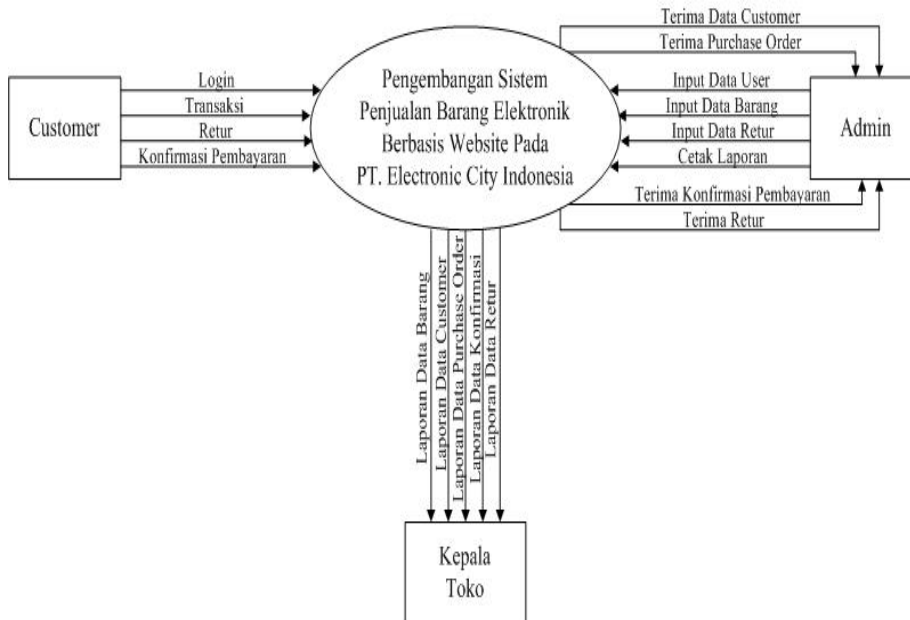 Customer
Login
Transaksi
Retur
Konfirmasi Pembayaran
Pengembangan Sistem
Penjualan Barang Elektronik
Berbasis Website Pada
PT. Electronic City Indonesia
Terima Data Customer
Terima Purchase Order
Input Data User
Input Data Barang
Input Data Retur
Cetak Laporan
Terima Konfirmasi Pembayaran
Terima Retur
Admin
Laporan Data Barang
Laporan Data Customer
Laporan Data Purchase Order
Laporan Data Konfirmasi
Laporan Data Retur
Kepala
Toko